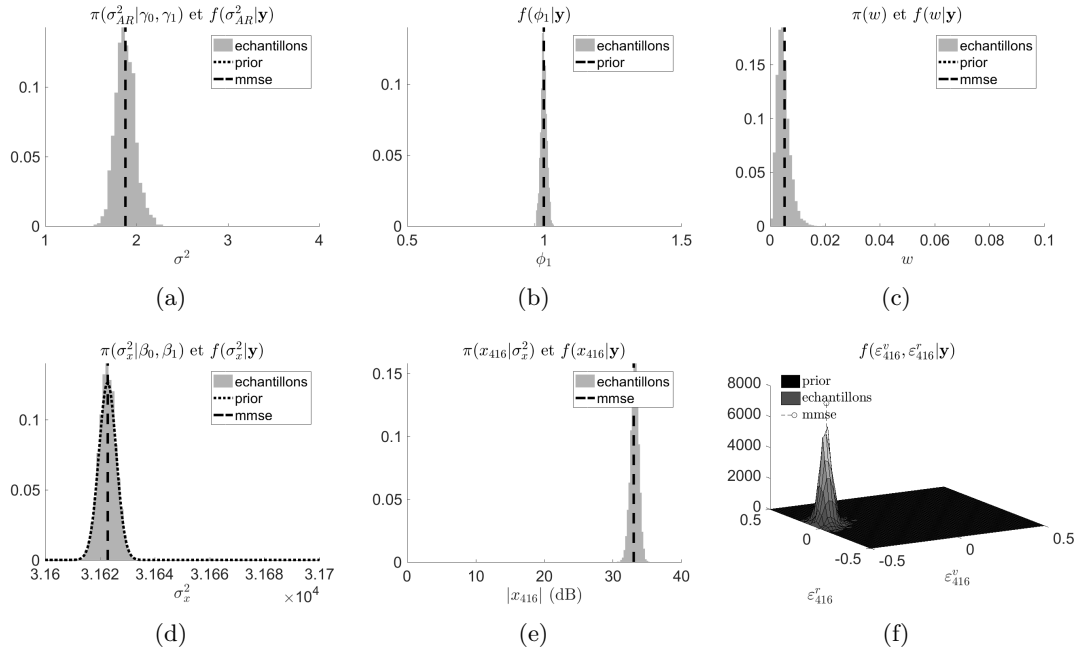 π(σ²_AR|γ₀, γ₁) et f(σ²_AR|y)
echantillons
prior
mmse
0.1
0.05
0
1 2 3 4
σ²
(a)
f(ϕ₁|y)
echantillons
prior
0.1
0.05
0
0.5 1 1.5
ϕ₁
(b)
π(w) et f(w|y)
echantillons
prior
mmse
0.15
0.1
0.05
0
0 0.02 0.04 0.06 0.08 0.1
w
(c)
π(σ²_x|β₀, β₁) et f(σ²_x|y)
echantillons
prior
mmse
0.1
0.05
0
3.16 3.162 3.164 3.166 3.168 3.17
×10⁴
σ²_x
(d)
π(x₄₁₆|σ²_x) et f(x₄₁₆|y)
echantillons
mmse
0.15
0.1
0.05
0
0 10 20 30 40
|x₄₁₆| (dB)
(e)
f(ε^v₄₁₆, ε^r₄₁₆|y)
prior
echantillons
mmse
8000
6000
4000
2000
0
0.5 0 -0.5
-0.5 0 0.5
ε^r₄₁₆
ε^v₄₁₆
(f)